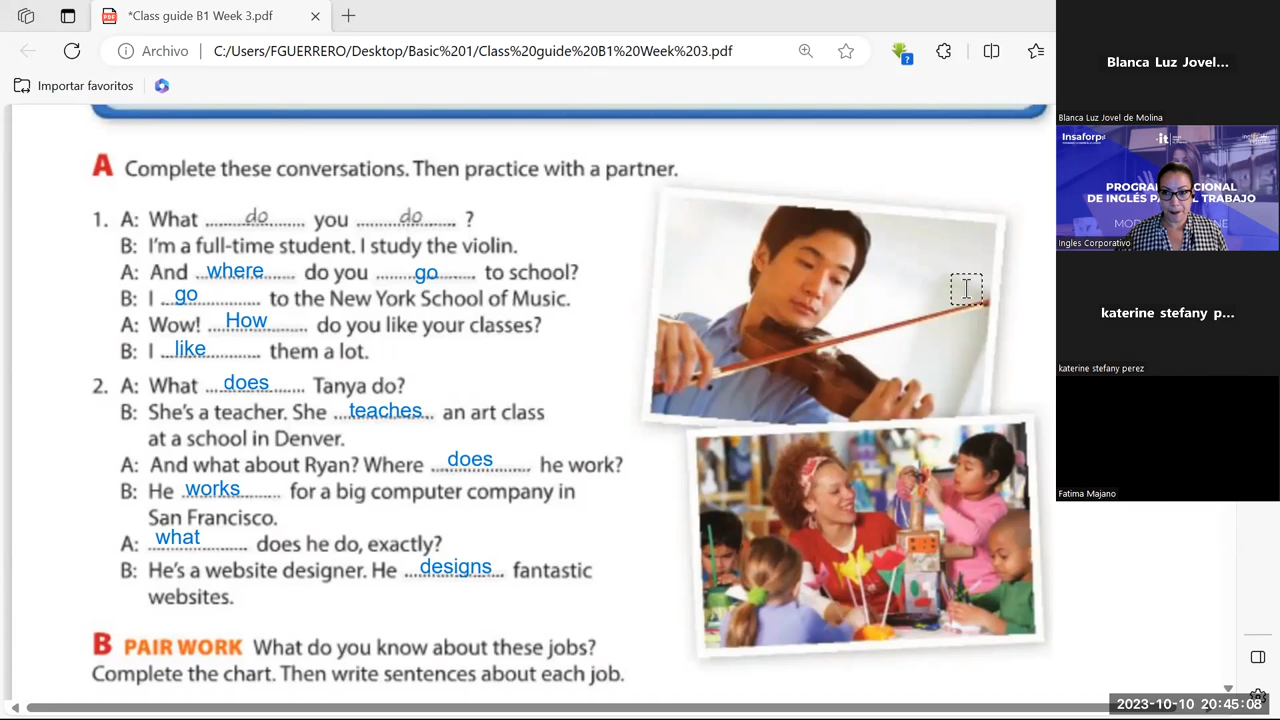 *Class guide B1 Week 3.pdf
Archivo
C:/Users/FGUERRERO/Desktop/Basic%201/Class%20guide%20B1%20Week%203.pdf
Importar favoritos
A Complete these conversations. Then practice with a partner.
1. A: What do you do ?
B: I'm a full-time student. I study the violin.
A: And where do you go to school?
B: I go to the New York School of Music.
A: Wow! How do you like your classes?
B: I like them a lot.
2. A: What does Tanya do?
B: She's a teacher. She teaches an art class
at a school in Denver.
A: And what about Ryan? Where does he work?
B: He works for a big computer company in
San Francisco.
A: what does he do, exactly?
B: He's a website designer. He designs fantastic
websites.
B PAIR WORK What do you know about these jobs?
Complete the chart. Then write sentences about each job.
Blanca Luz Jovel...
Blanca Luz Jovel de Molina
Insaforp
it
Ingles Corporativo
katerine stefany p...
katerine stefany perez
Fatima Majano
2023-10-10 20:45:08